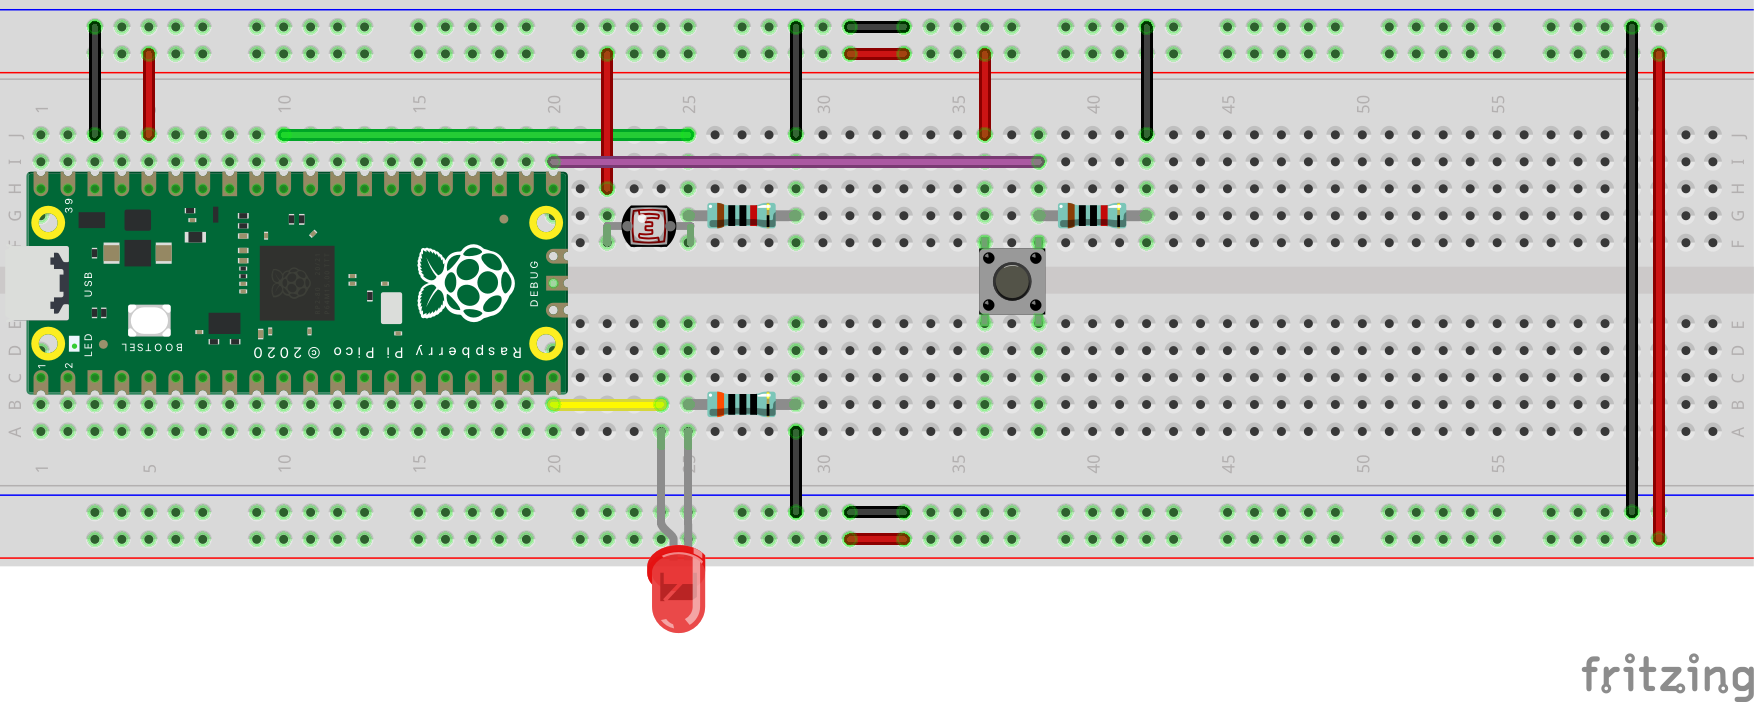 1 10 15 20 25 30 35 40 45 50 55
J J
I I
H H
G G
F F
39
USB
DEBUG
LED
BOOTSEL
Raspberry Pi Pico © 2020
1 2
E E
D D
C C
B B
A A
1 5 10 15 20 25 30 35 40 45 50 55
fritzing